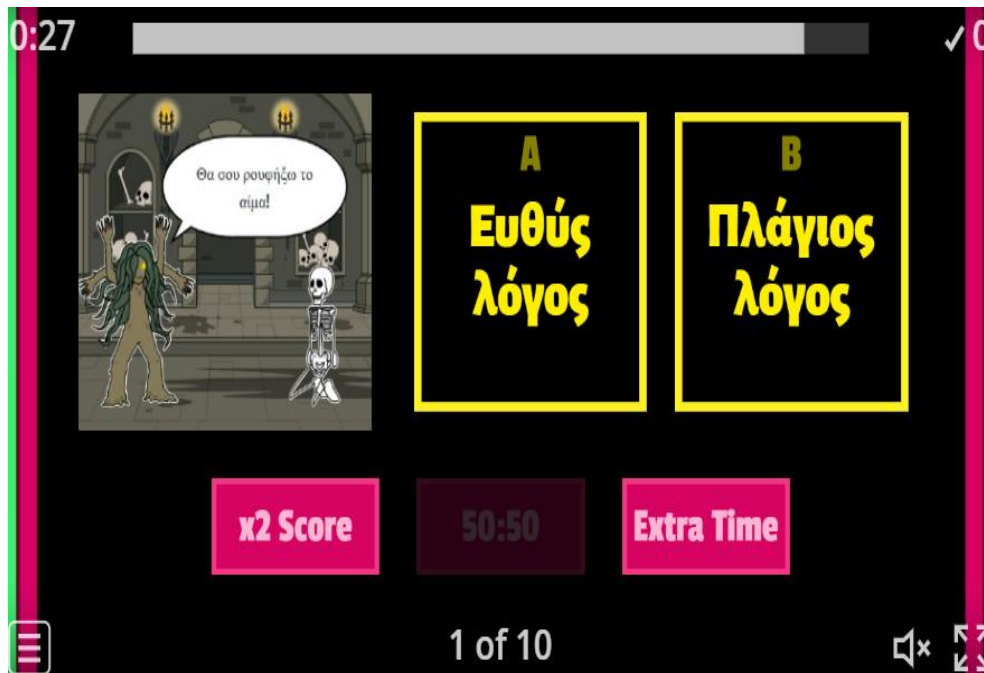 0:27
✓0
Θα σου ρουφήξω το
αίμα!
A
Ευθύς
λόγος
B
Πλάγιος
λόγος
x2 Score
50:50
Extra Time
1 of 10